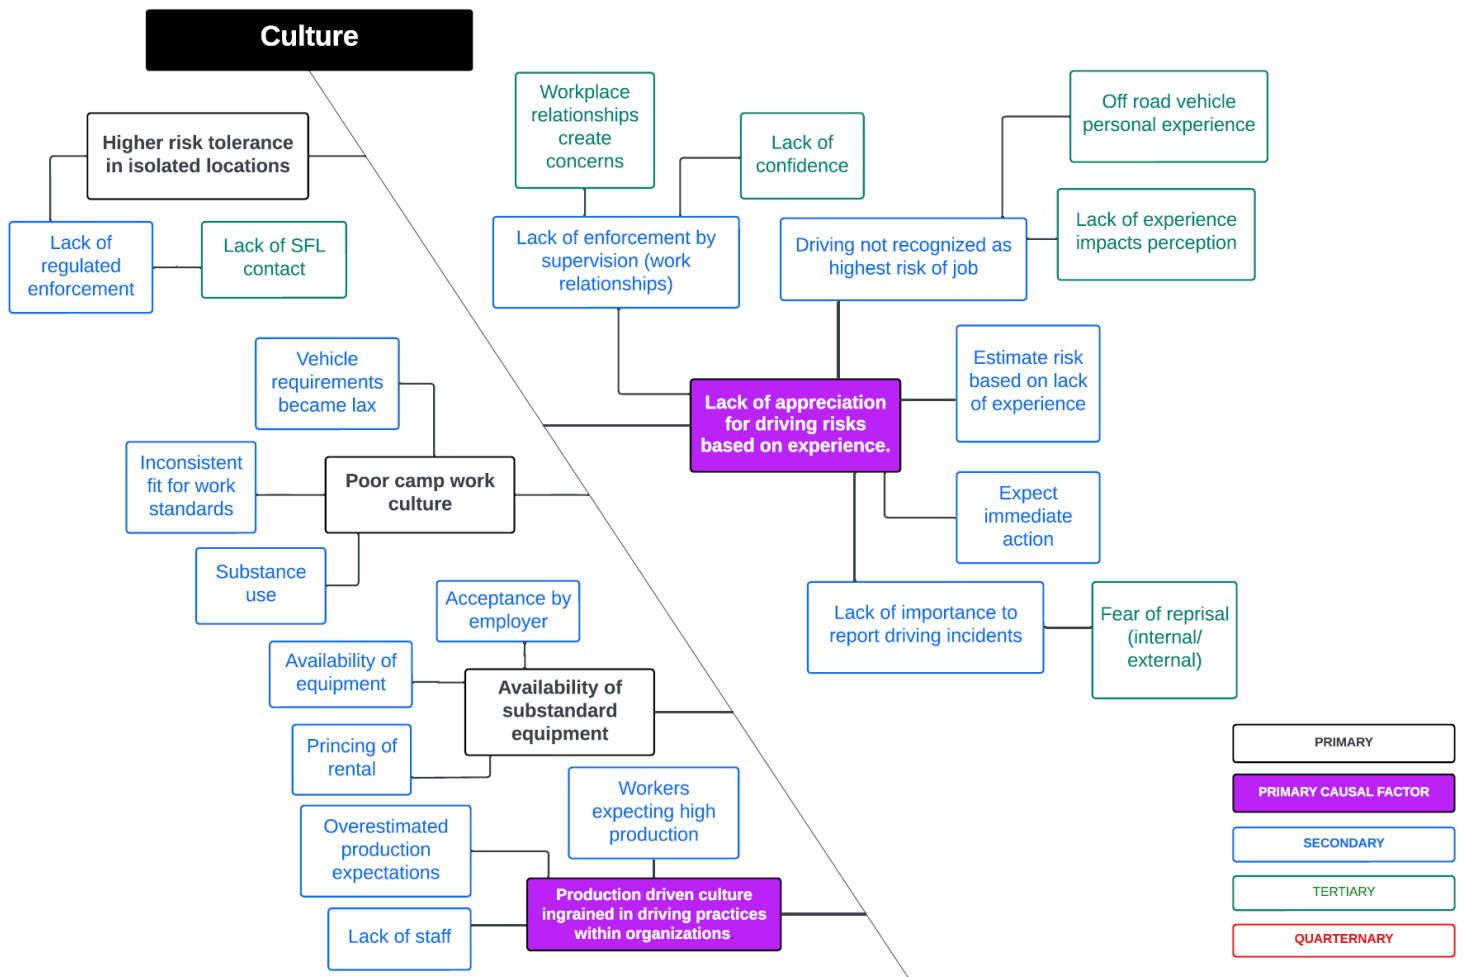 Culture
Higher risk tolerance
in isolated locations
Lack of
regulated
enforcement
Lack of SFL
contact
Vehicle
requirements
became lax
Inconsistent
fit for work
standards
Poor camp work
culture
Substance
use
Acceptance by
employer
Availability of
equipment
Availability of
substandard
equipment
Princing of
rental
Workers
expecting high
production
Overestimated
production
expectations
Production driven culture
ingrained in driving practices
within organizations.
Lack of staff
Workplace
relationships
create
concerns
Lack of
confidence
Off road vehicle
personal experience
Lack of enforcement by
supervision (work
relationships)
Driving not recognized as
highest risk of job
Lack of experience
impacts perception
Lack of appreciation
for driving risks
based on experience.
Estimate risk
based on lack
of experience
Expect
immediate
action
Lack of importance to
report driving incidents
Fear of reprisal
(internal/
external)
PRIMARY
PRIMARY CAUSAL FACTOR
SECONDARY
TERTIARY
QUARTERNARY